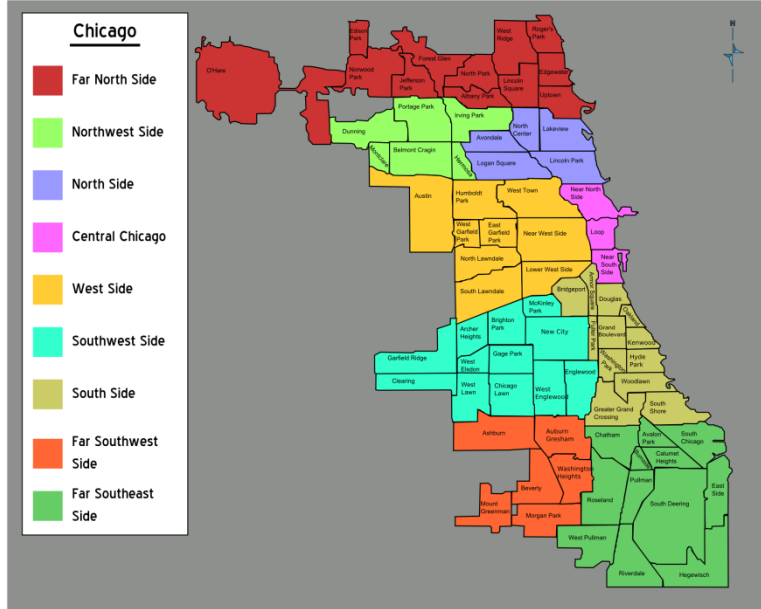 Chicago
Far North Side
Northwest Side
North Side
Central Chicago
West Side
Southwest Side
South Side
Far Southwest
Side
Far Southeast
Side
N
O'Hare
Edison
Park
Norwood
Park
Jefferson
Park
Forest Glen
North Park
Albany Park
West
Ridge
Lincoln
Square
Roger's
Park
Edgewater
Uptown
Portage Park
Irving Park
Dunning
Belmont Cragin
Montclare
Hermosa
Avondale
North
Center
Lakeview
Logan Square
Lincoln Park
Austin
Humboldt
Park
West Town
Near North
Side
West
Garfield
Park
East
Garfield
Park
Near West Side
Loop
North Lawndale
Lower West Side
Near
South
Side
South Lawndale
Bridgeport
Armor Square
Douglas
Oakland
McKinley
Park
Brighton
Park
Archer
Heights
New City
Fuller Park
Grand
Boulevard
Kenwood
Garfield Ridge
West
Elsdon
Gage Park
Washington
Park
Hyde
Park
Clearing
West
Lawn
Chicago
Lawn
West
Englewood
Englewood
Woodlawn
Greater Grand
Crossing
South
Shore
Ashburn
Auburn
Gresham
Chatham
Avalon
Park
South
Chicago
Burnside
Calumet
Heights
Washington
Heights
Beverly
Mount
Greenman
Morgan Park
Roseland
Pullman
South Deering
East
Side
West Pullman
Riverdale
Hegewisch